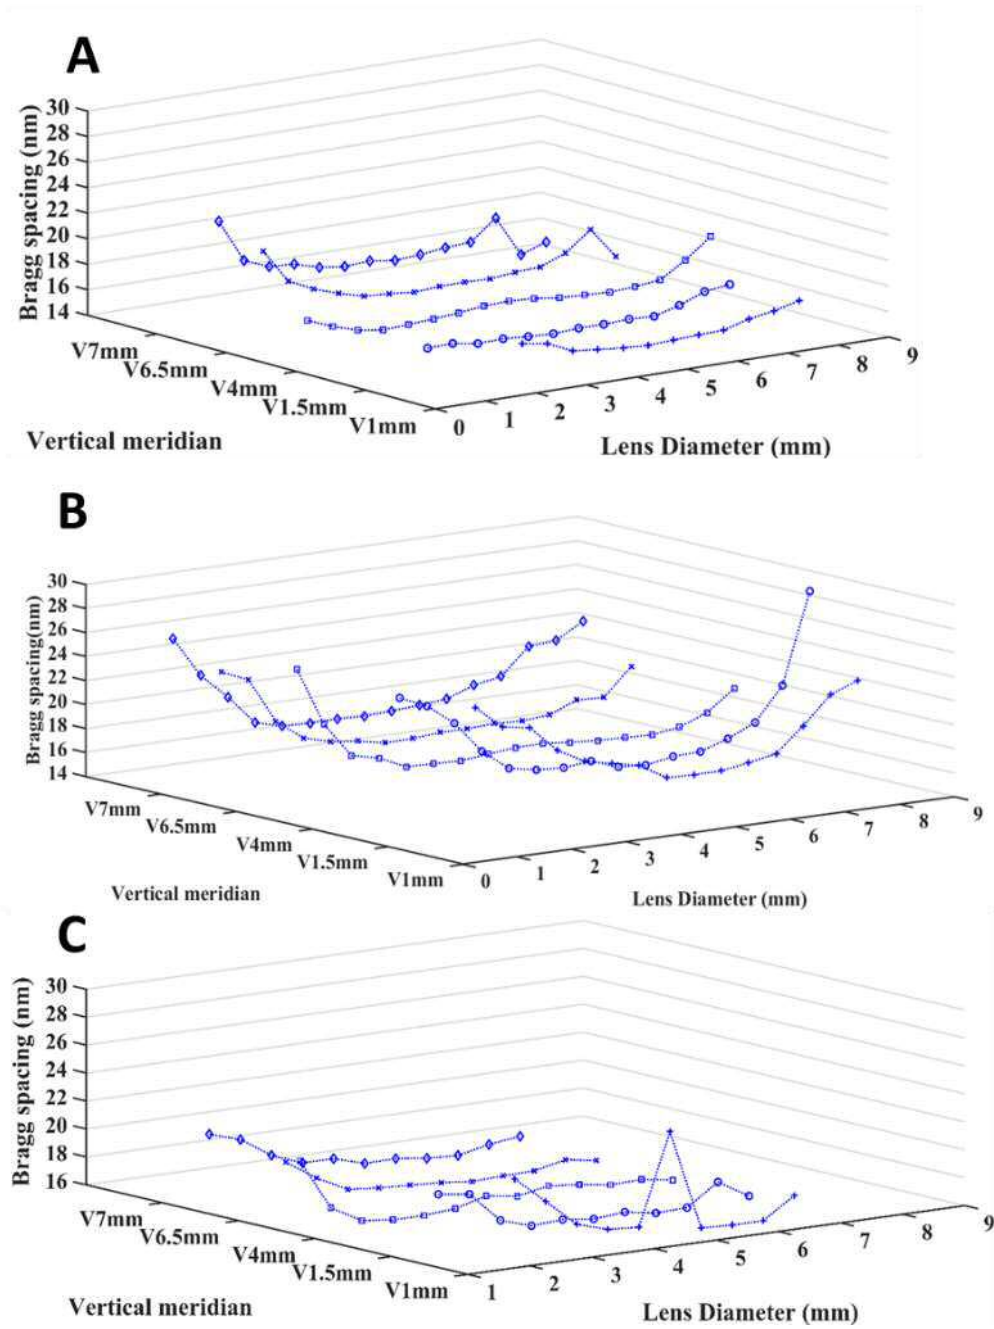 A
Bragg spacing (nm)
30
28
26
24
22
20
18
16
14
V7mm
V6.5mm
V4mm
V1.5mm
V1mm
0
1
2
3
4
5
6
7
8
9
Vertical meridian
Lens Diameter (mm)
B
Bragg spacing(nm)
30
28
26
24
22
20
18
16
14
V7mm
V6.5mm
V4mm
V1.5mm
V1mm
0
1
2
3
4
5
6
7
8
9
Vertical meridian
Lens Diameter (mm)
C
Bragg spacing (nm)
30
28
26
24
22
20
18
16
V7mm
V6.5mm
V4mm
V1.5mm
V1mm
1
2
3
4
5
6
7
8
9
Vertical meridian
Lens Diameter (mm)